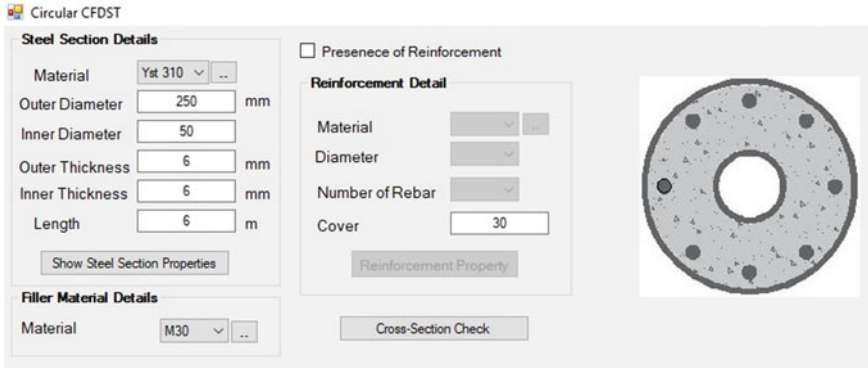 Circular CFDST
Steel Section Details
Material Yst 310 ..
Outer Diameter 250 mm
Inner Diameter 50
Outer Thickness 6 mm
Inner Thickness 6 mm
Length 6 m
Show Steel Section Properties
Filler Material Details
Material M30 ..
Presenece of Reinforcement
Reinforcement Detail
Material ..
Diameter
Number of Rebar
Cover 30
Reinforcement Property
Cross-Section Check